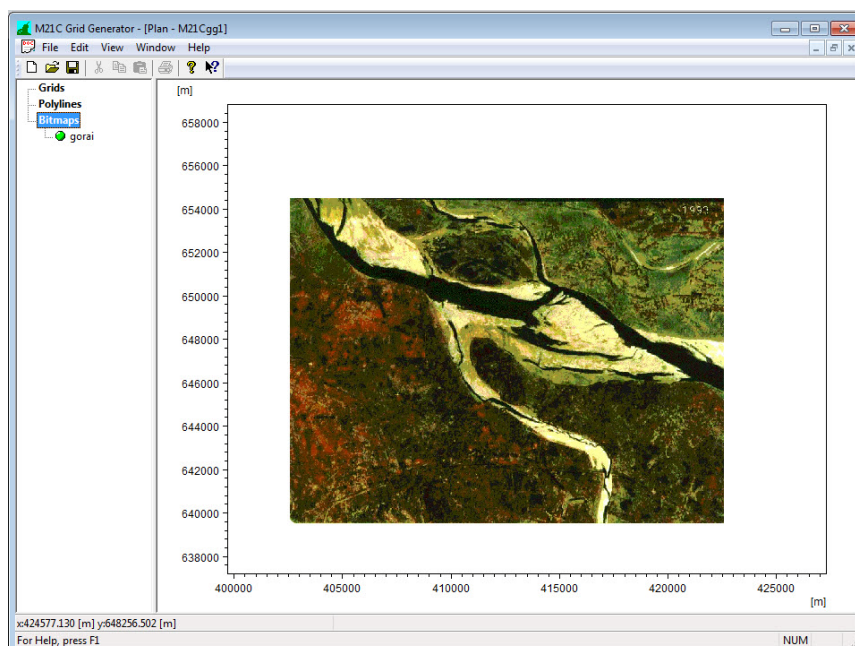 M21C Grid Generator - [Plan - M21Cgg1]
File Edit View Window Help
Grids
Polylines
Bitmaps
gorai
[m]
658000
656000
654000
652000
650000
648000
646000
644000
642000
640000
638000
1993
400000 405000 410000 415000 420000 425000
[m]
x:424577.130 [m] y:648256.502 [m]
For Help, press F1 NUM